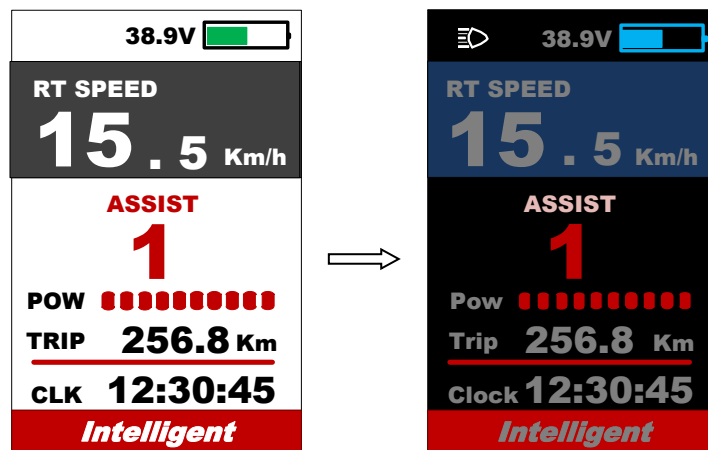 38.9V
RT SPEED
15.5 Km/h
ASSIST
1
POW
TRIP 256.8 Km
CLK 12:30:45
Intelligent
38.9V
RT SPEED
15.5 Km/h
ASSIST
1
Pow
Trip 256.8 Km
Clock 12:30:45
Intelligent